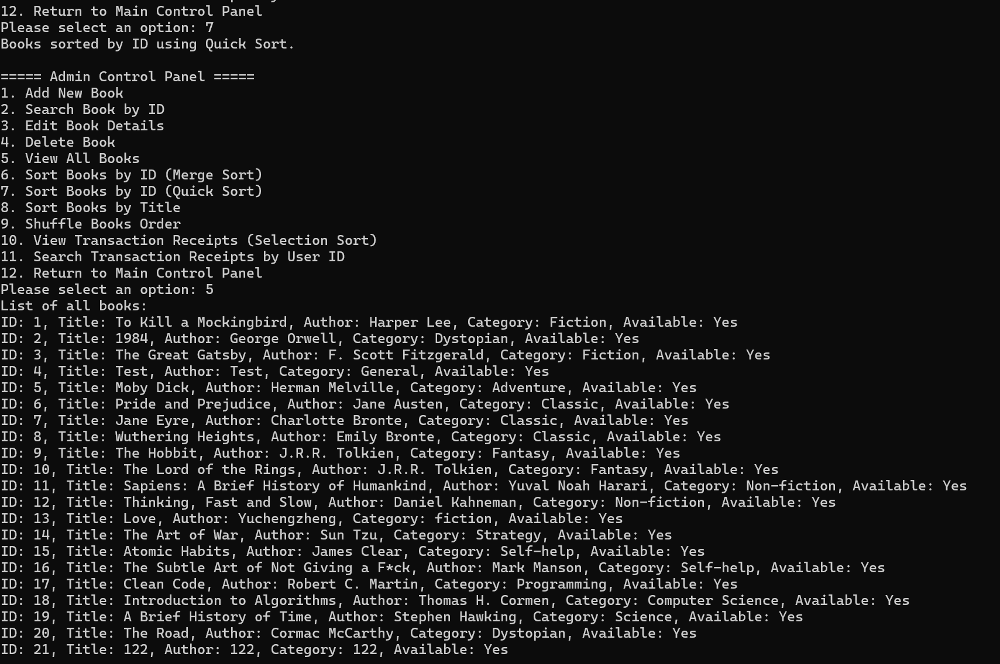 12. Return to Main Control Panel
Please select an option: 7
Books sorted by ID using Quick Sort.
===== Admin Control Panel =====
1. Add New Book
2. Search Book by ID
3. Edit Book Details
4. Delete Book
5. View All Books
6. Sort Books by ID (Merge Sort)
7. Sort Books by ID (Quick Sort)
8. Sort Books by Title
9. Shuffle Books Order
10. View Transaction Receipts (Selection Sort)
11. Search Transaction Receipts by User ID
12. Return to Main Control Panel
Please select an option: 5
List of all books:
ID: 1, Title: To Kill a Mockingbird, Author: Harper Lee, Category: Fiction, Available: Yes
ID: 2, Title: 1984, Author: George Orwell, Category: Dystopian, Available: Yes
ID: 3, Title: The Great Gatsby, Author: F. Scott Fitzgerald, Category: Fiction, Available: Yes
ID: 4, Title: Test, Author: Test, Category: General, Available: Yes
ID: 5, Title: Moby Dick, Author: Herman Melville, Category: Adventure, Available: Yes
ID: 6, Title: Pride and Prejudice, Author: Jane Austen, Category: Classic, Available: Yes
ID: 7, Title: Jane Eyre, Author: Charlotte Bronte, Category: Classic, Available: Yes
ID: 8, Title: Wuthering Heights, Author: Emily Bronte, Category: Classic, Available: Yes
ID: 9, Title: The Hobbit, Author: J.R.R. Tolkien, Category: Fantasy, Available: Yes
ID: 10, Title: The Lord of the Rings, Author: J.R.R. Tolkien, Category: Fantasy, Available: Yes
ID: 11, Title: Sapiens: A Brief History of Humankind, Author: Yuval Noah Harari, Category: Non-fiction, Available: Yes
ID: 12, Title: Thinking, Fast and Slow, Author: Daniel Kahneman, Category: Non-fiction, Available: Yes
ID: 13, Title: Love, Author: Yuchengzheng, Category: fiction, Available: Yes
ID: 14, Title: The Art of War, Author: Sun Tzu, Category: Strategy, Available: Yes
ID: 15, Title: Atomic Habits, Author: James Clear, Category: Self-help, Available: Yes
ID: 16, Title: The Subtle Art of Not Giving a F*ck, Author: Mark Manson, Category: Self-help, Available: Yes
ID: 17, Title: Clean Code, Author: Robert C. Martin, Category: Programming, Available: Yes
ID: 18, Title: Introduction to Algorithms, Author: Thomas H. Cormen, Category: Computer Science, Available: Yes
ID: 19, Title: A Brief History of Time, Author: Stephen Hawking, Category: Science, Available: Yes
ID: 20, Title: The Road, Author: Cormac McCarthy, Category: Dystopian, Available: Yes
ID: 21, Title: 122, Author: 122, Category: 122, Available: Yes